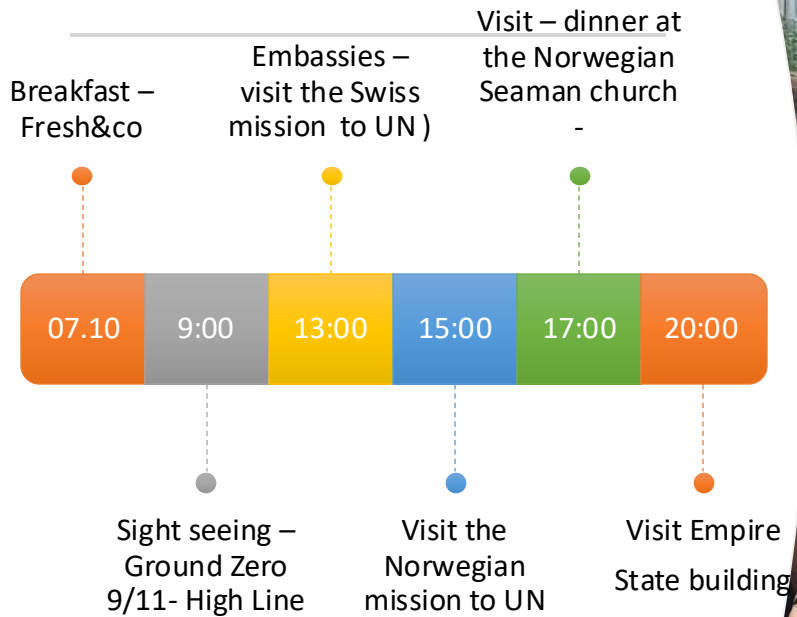 Breakfast –
Fresh&co
Embassies –
visit the Swiss
mission to UN )
Visit – dinner at
the Norwegian
Seaman church
-
07.10
9:00
13:00
15:00
17:00
20:00
Sight seeing –
Ground Zero
9/11- High Line
Visit the
Norwegian
mission to UN
Visit Empire
State building